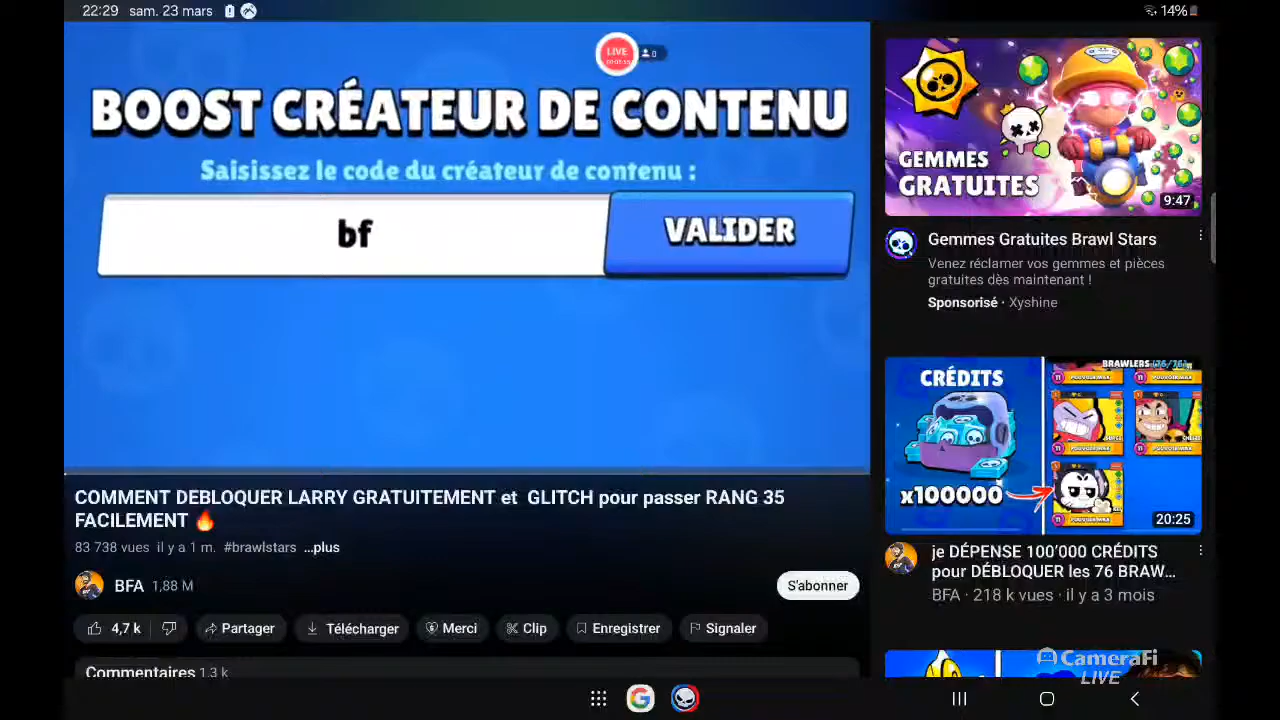 22:29 sam. 23 mars
14%
LIVE
0
BOOST CRÉATEUR DE CONTENU
Saisissez le code du créateur de contenu :
bf
VALIDER
COMMENT DEBLOQUER LARRY GRATUITEMENT et GLITCH pour passer RANG 35
FACILEMENT 🔥
83 738 vues il y a 1 m. #brawlstars ...plus
BFA 1,88 M
S'abonner
4,7 k
Partager
Télécharger
Merci
Clip
Enregistrer
Signaler
Commentaires 1,3 k
GEMMES
GRATUITES
9:47
Gemmes Gratuites Brawl Stars
Venez réclamer vos gemmes et pièces
gratuites dès maintenant !
Sponsorisé · Xyshine
CRÉDITS
x100000
BRAWLERS (76/76)
20:25
je DÉPENSE 100'000 CRÉDITS
pour DÉBLOQUER les 76 BRAW...
BFA · 218 k vues · il y a 3 mois
CameraFi
LIVE